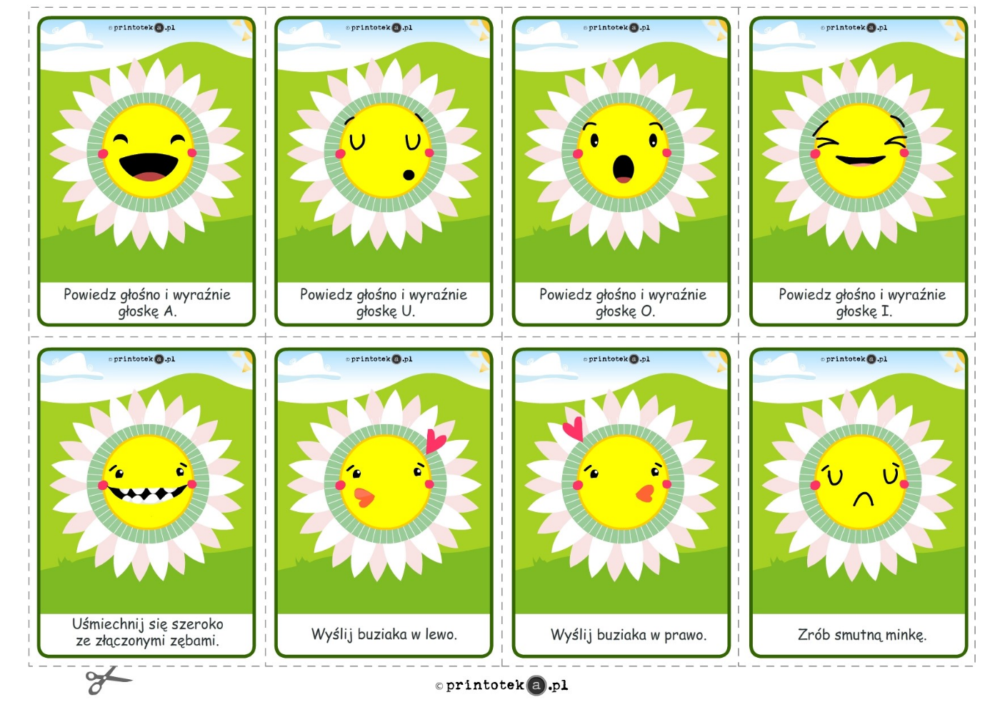 © printoteka.pl
© printoteka.pl
© printoteka.pl
© printoteka.pl
Powiedz głośno i wyraźnie
głoskę A.
Powiedz głośno i wyraźnie
głoskę U.
Powiedz głośno i wyraźnie
głoskę O.
Powiedz głośno i wyraźnie
głoskę I.
© printoteka.pl
© printoteka.pl
© printoteka.pl
© printoteka.pl
Uśmiechnij się szeroko
ze złączonymi zębami.
Wyślij buziaka w lewo.
Wyślij buziaka w prawo.
Zrób smutną minkę.
© printoteka.pl